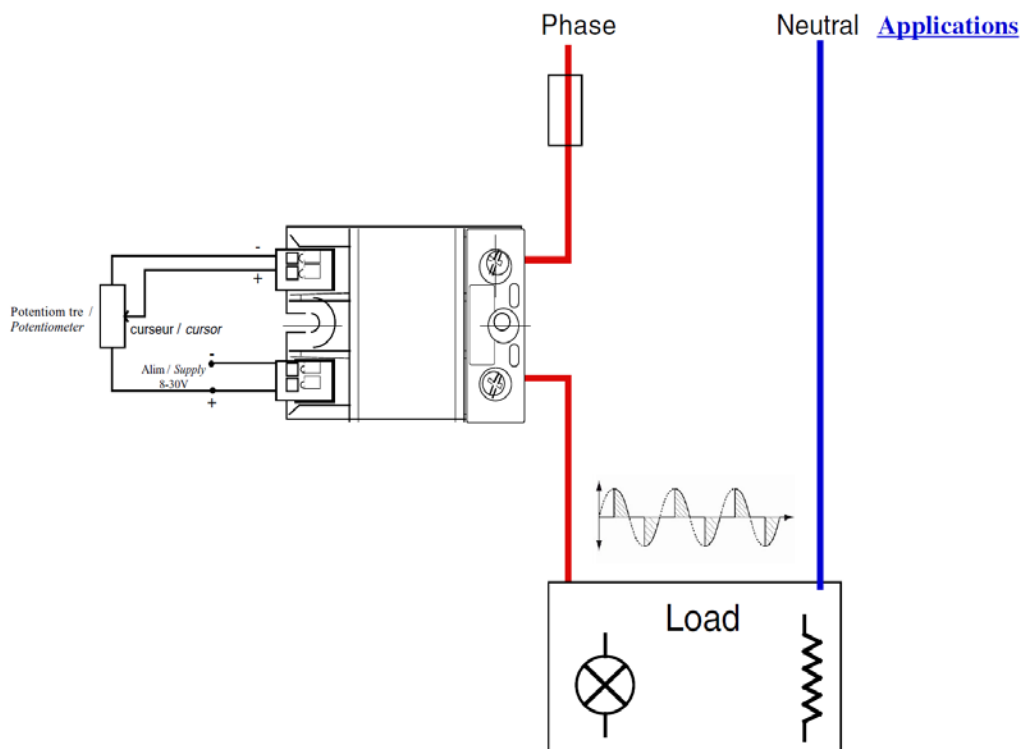 Phase
Neutral Applications
-
+
Potentiom tre /
Potentiometer
curseur / cursor
-
Alim / Supply
8-30V
+
Load